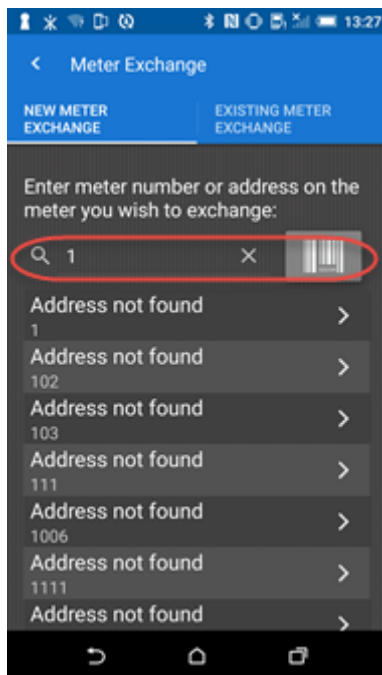 13:27
Meter Exchange
NEW METER
EXCHANGE
EXISTING METER
EXCHANGE
Enter meter number or address on the
meter you wish to exchange:
1
Address not found
1
Address not found
102
Address not found
103
Address not found
111
Address not found
1006
Address not found
1111
Address not found